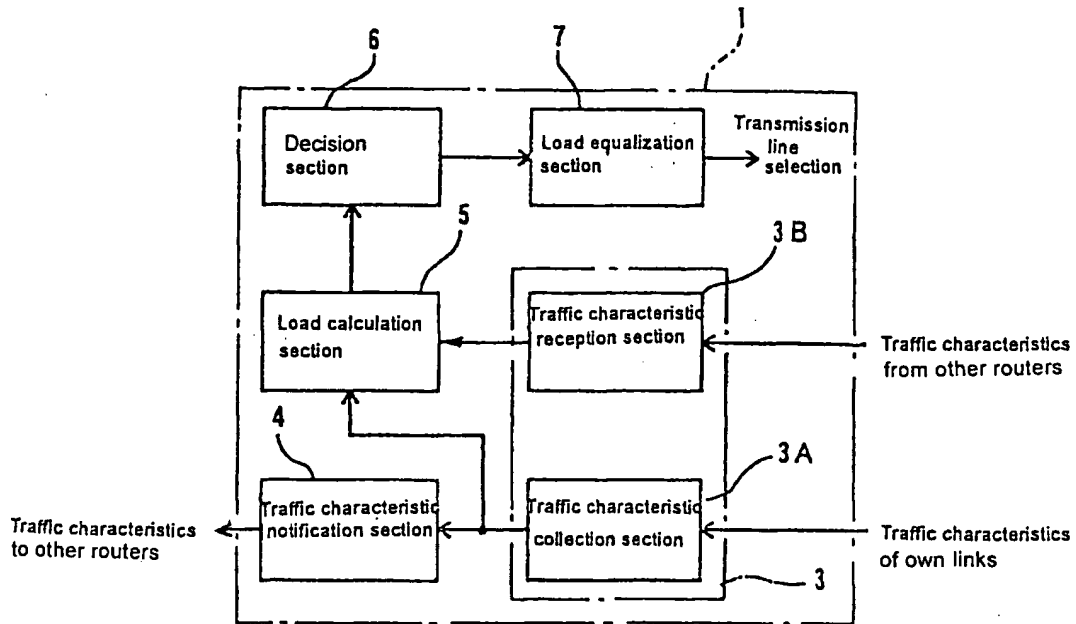 1
6
7
Decision
section
Load equalization
section
Transmission
line
selection
5
3B
Load calculation
section
Traffic characteristic
reception section
Traffic characteristics
from other routers
4
3A
Traffic characteristic
notification section
Traffic characteristic
collection section
Traffic characteristics
to other routers
Traffic characteristics
of own links
3